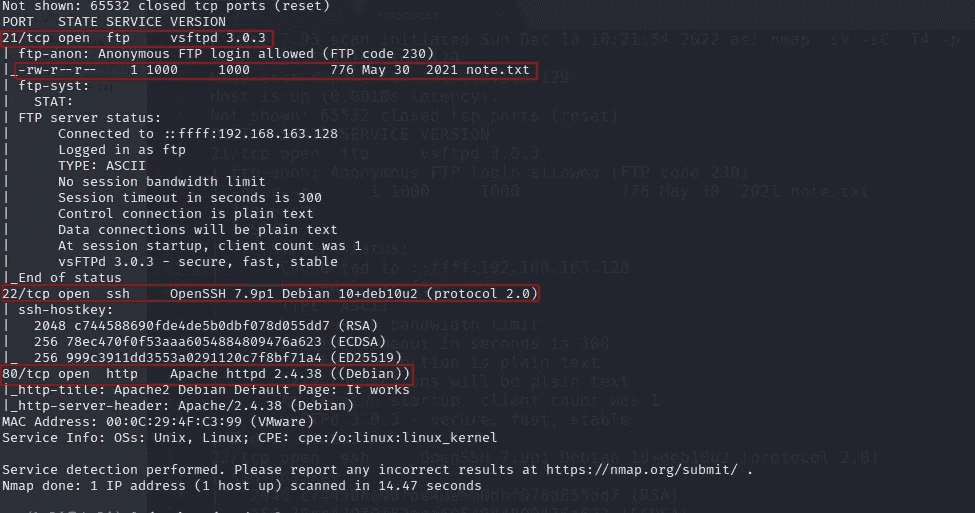 Not shown: 65532 closed tcp ports (reset)
PORT   STATE SERVICE VERSION
21/tcp open  ftp     vsftpd 3.0.3
| ftp-anon: Anonymous FTP login allowed (FTP code 230)
|_-rw-r--r--    1 1000     1000          776 May 30  2021 note.txt
| ftp-syst:
|   STAT:
| FTP server status:
|      Connected to ::ffff:192.168.163.128
|      Logged in as ftp
|      TYPE: ASCII
|      No session bandwidth limit
|      Session timeout in seconds is 300
|      Control connection is plain text
|      Data connections will be plain text
|      At session startup, client count was 1
|      vsFTPd 3.0.3 - secure, fast, stable
|_End of status
22/tcp open  ssh     OpenSSH 7.9p1 Debian 10+deb10u2 (protocol 2.0)
| ssh-hostkey:
|   2048 c744588690fde4de5b0dbf078d055dd7 (RSA)
|   256 78ec470f0f53aaa6054884809476a623 (ECDSA)
|_  256 999c3911dd3553a0291120c7f8bf71a4 (ED25519)
80/tcp open  http    Apache httpd 2.4.38 ((Debian))
|_http-title: Apache2 Debian Default Page: It works
|_http-server-header: Apache/2.4.38 (Debian)
MAC Address: 00:0C:29:4F:C3:99 (VMware)
Service Info: OSs: Unix, Linux; CPE: cpe:/o:linux:linux_kernel
Service detection performed. Please report any incorrect results at https://nmap.org/submit/ .
Nmap done: 1 IP address (1 host up) scanned in 14.47 seconds